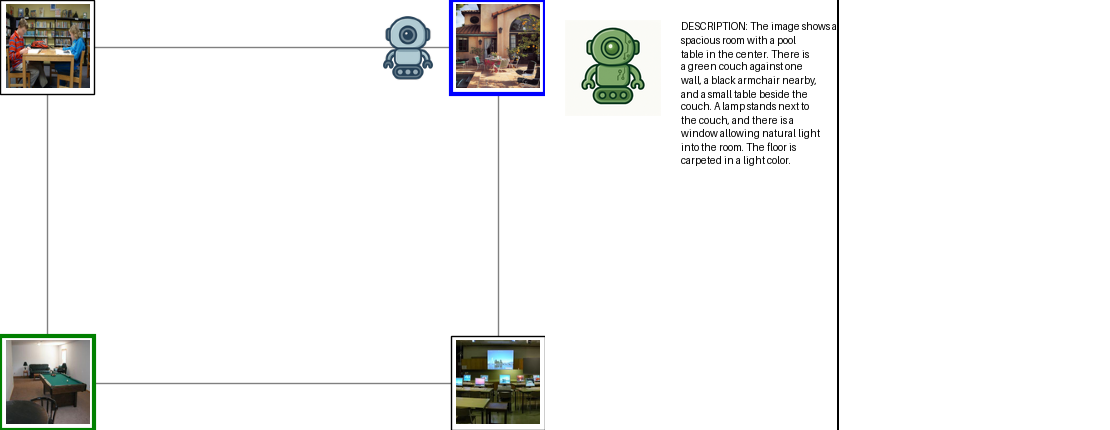 DESCRIPTION: The image shows a
spacious room with a pool
table in the center. There is
a green couch against one
wall, a black armchair nearby,
and a small table beside the
couch. A lamp stands next to
the couch, and there is a
window allowing natural light
into the room. The floor is
carpeted in a light color.